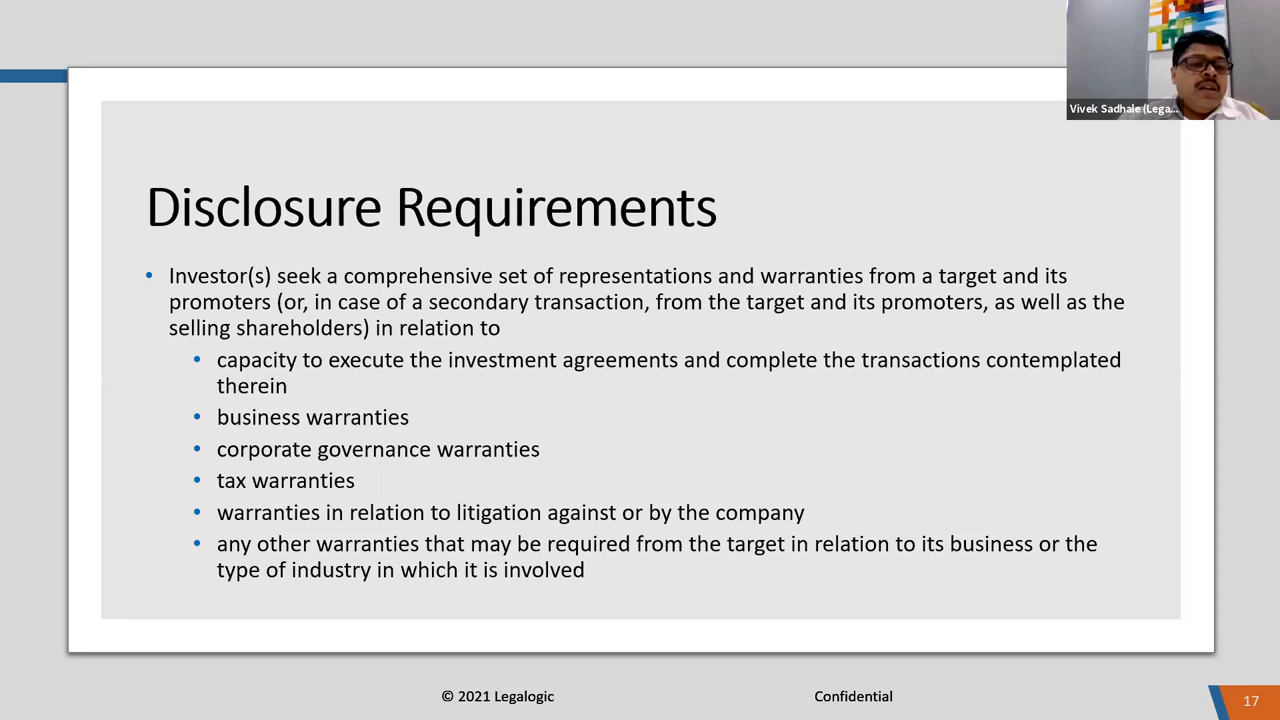 Vivek Sadhale (Lega...
Disclosure Requirements
• Investor(s) seek a comprehensive set of representations and warranties from a target and its
promoters (or, in case of a secondary transaction, from the target and its promoters, as well as the
selling shareholders) in relation to
• capacity to execute the investment agreements and complete the transactions contemplated
therein
• business warranties
• corporate governance warranties
• tax warranties
• warranties in relation to litigation against or by the company
• any other warranties that may be required from the target in relation to its business or the
type of industry in which it is involved
© 2021 Legalogic
Confidential
17